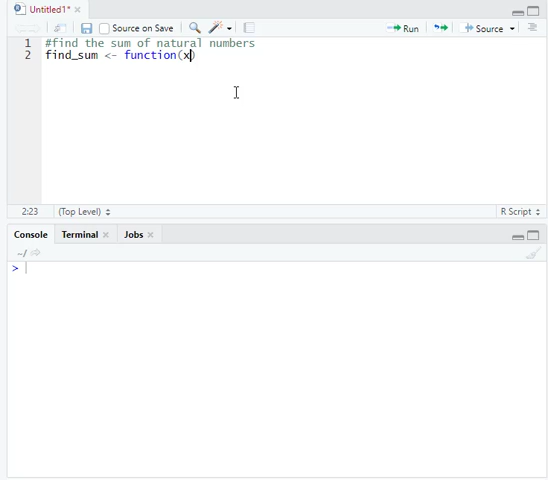 Untitled1*
Source on Save
Run
Source
1 #find the sum of natural numbers
2 find_sum <- function(x)
2:23 (Top Level) R Script
Console Terminal Jobs
~/
>